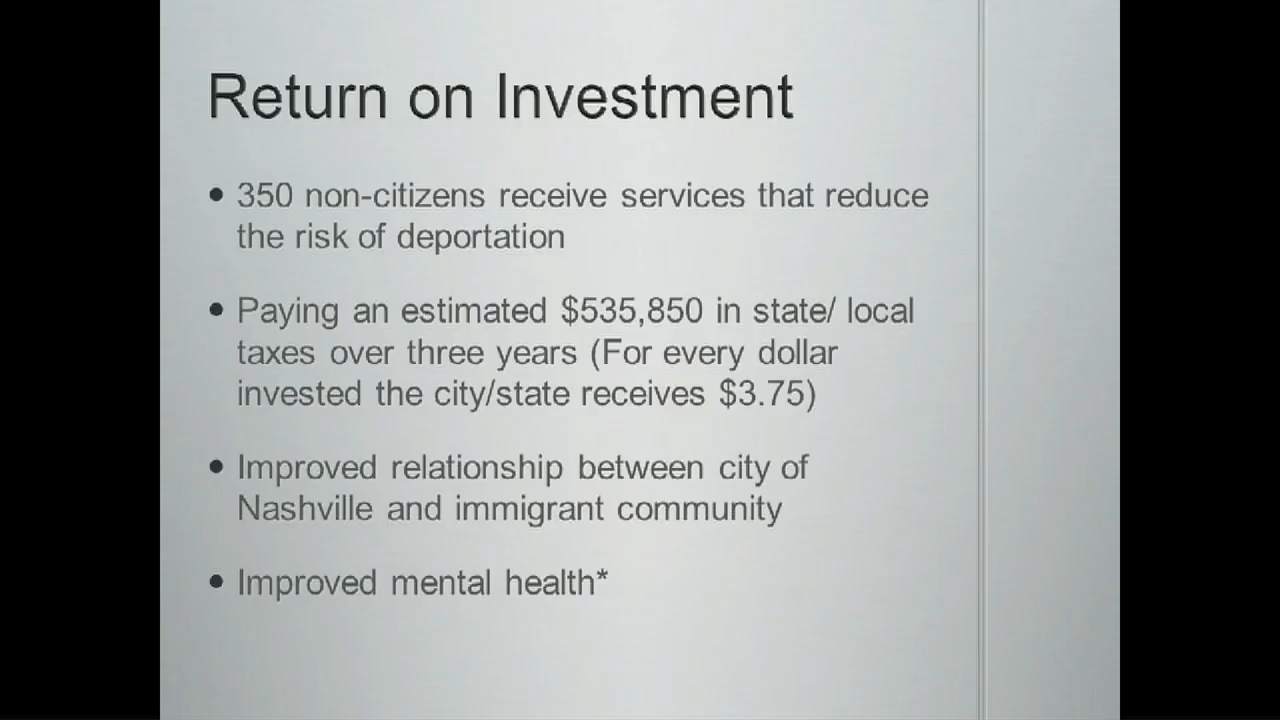 Return on Investment
• 350 non-citizens receive services that reduce
the risk of deportation
• Paying an estimated $535,850 in state/ local
taxes over three years (For every dollar
invested the city/state receives $3.75)
• Improved relationship between city of
Nashville and immigrant community
• Improved mental health*